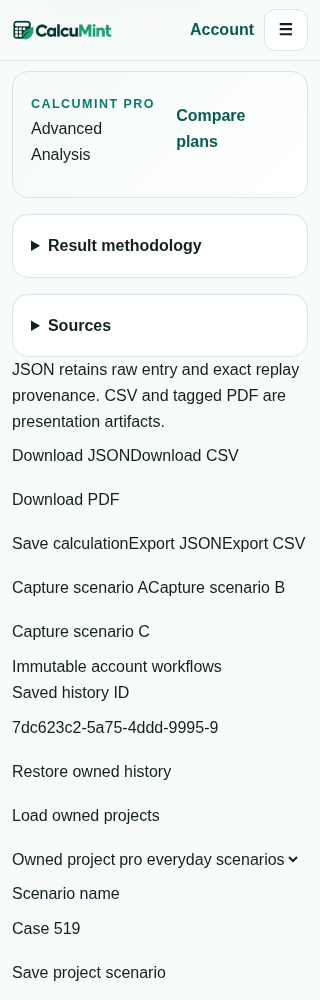 CalcuMint
Account
CALCUMINT PRO
Advanced
Analysis
Compare
plans
Result methodology
Sources
JSON retains raw entry and exact replay
provenance. CSV and tagged PDF are
presentation artifacts.
Download JSONDownload CSV
Download PDF
Save calculationExport JSONExport CSV
Capture scenario ACapture scenario B
Capture scenario C
Immutable account workflows
Saved history ID
7dc623c2-5a75-4ddd-9995-9
Restore owned history
Load owned projects
Owned project pro everyday scenarios
Scenario name
Case 519
Save project scenario